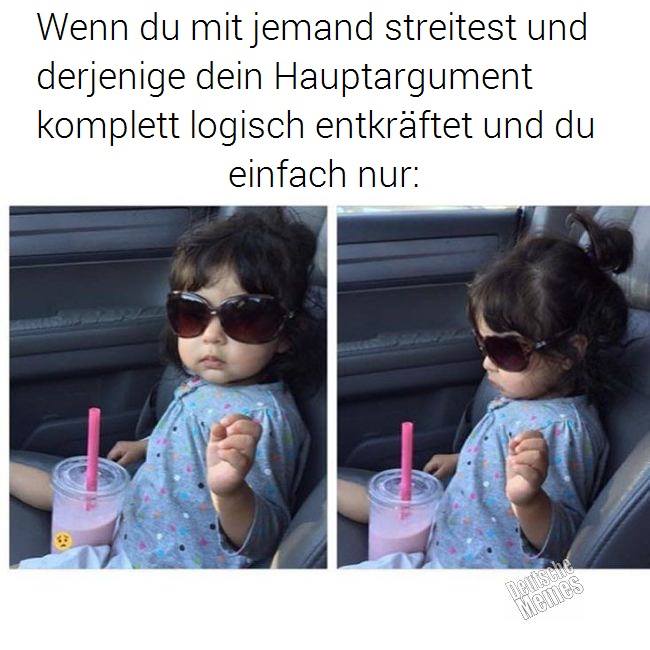 Wenn du mit jemand streitest und
derjenige dein Hauptargument
komplett logisch entkräftet und du
einfach nur:
Deutsche
Memes